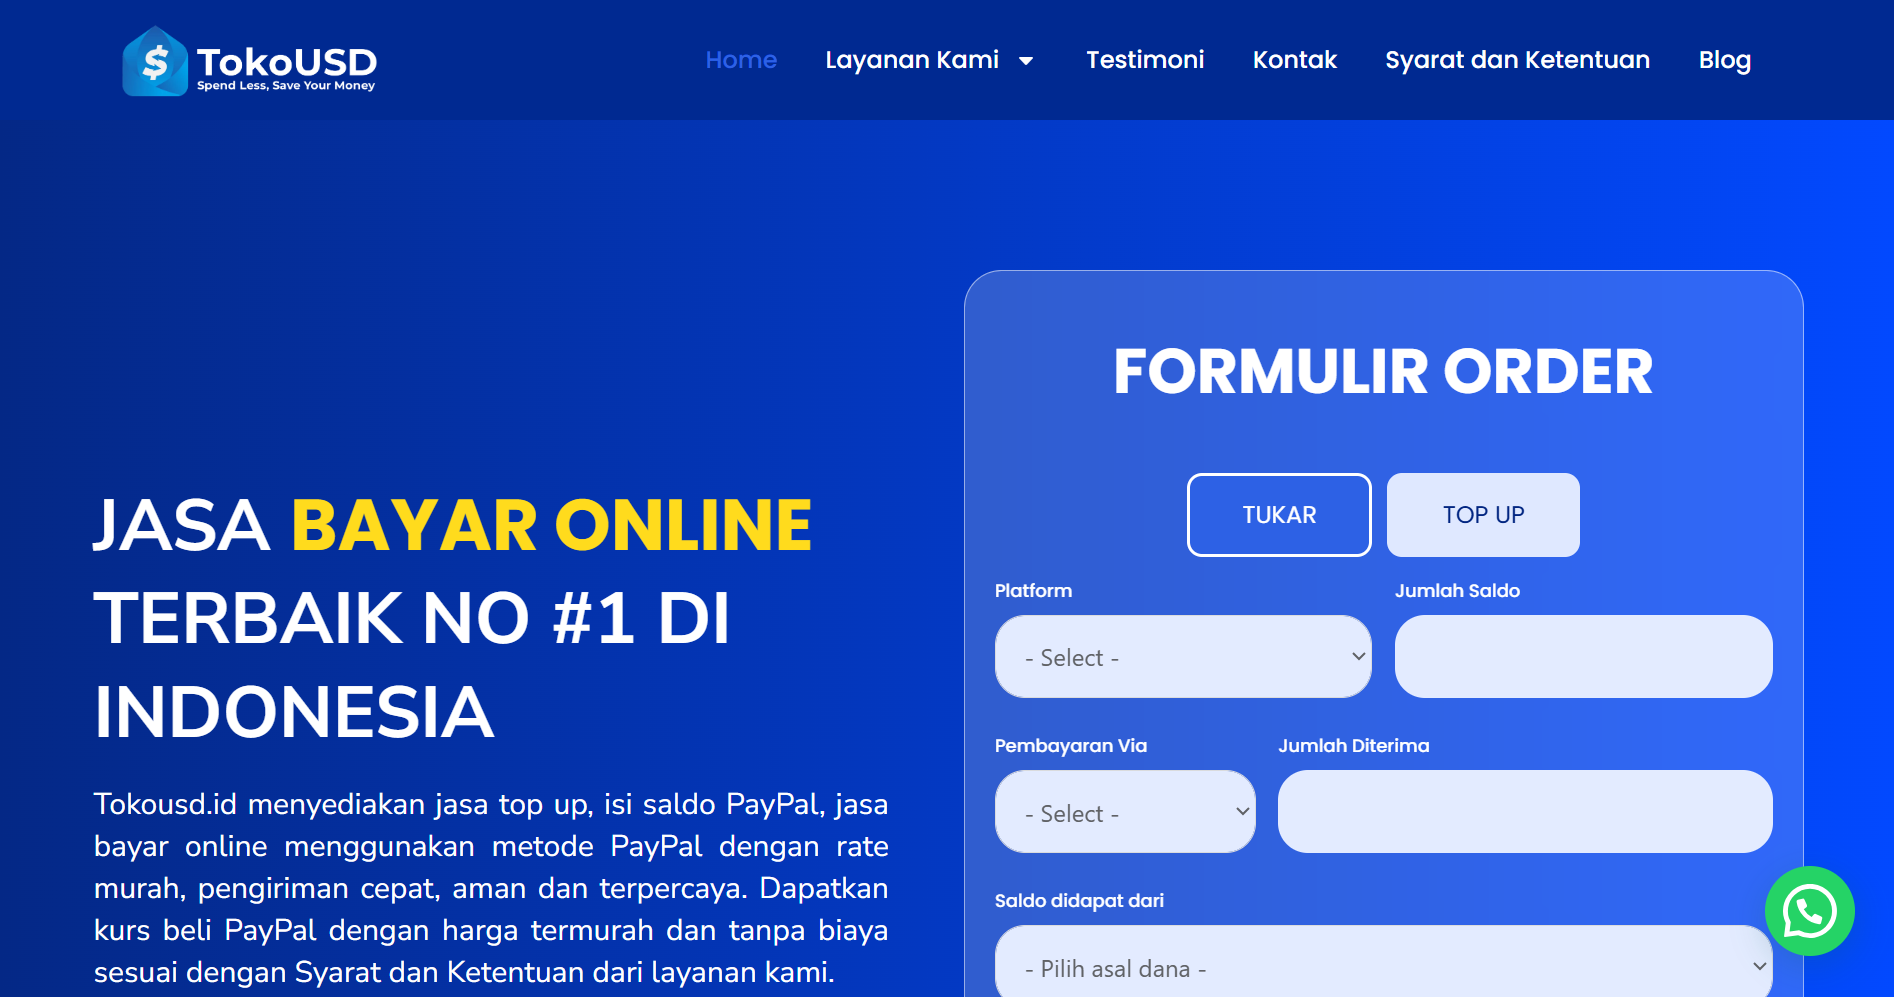 TokoUSD
Spend Less, Save Your Money
Home
Layanan Kami
Testimoni
Kontak
Syarat dan Ketentuan
Blog
JASA BAYAR ONLINE
TERBAIK NO #1 DI
INDONESIA
Tokousd.id menyediakan jasa top up, isi saldo PayPal, jasa
bayar online menggunakan metode PayPal dengan rate
murah, pengiriman cepat, aman dan terpercaya. Dapatkan
kurs beli PayPal dengan harga termurah dan tanpa biaya
sesuai dengan Syarat dan Ketentuan dari layanan kami.
FORMULIR ORDER
TUKAR
TOP UP
Platform
Jumlah Saldo
- Select -
Pembayaran Via
Jumlah Diterima
- Select -
Saldo didapat dari
- Pilih asal dana -